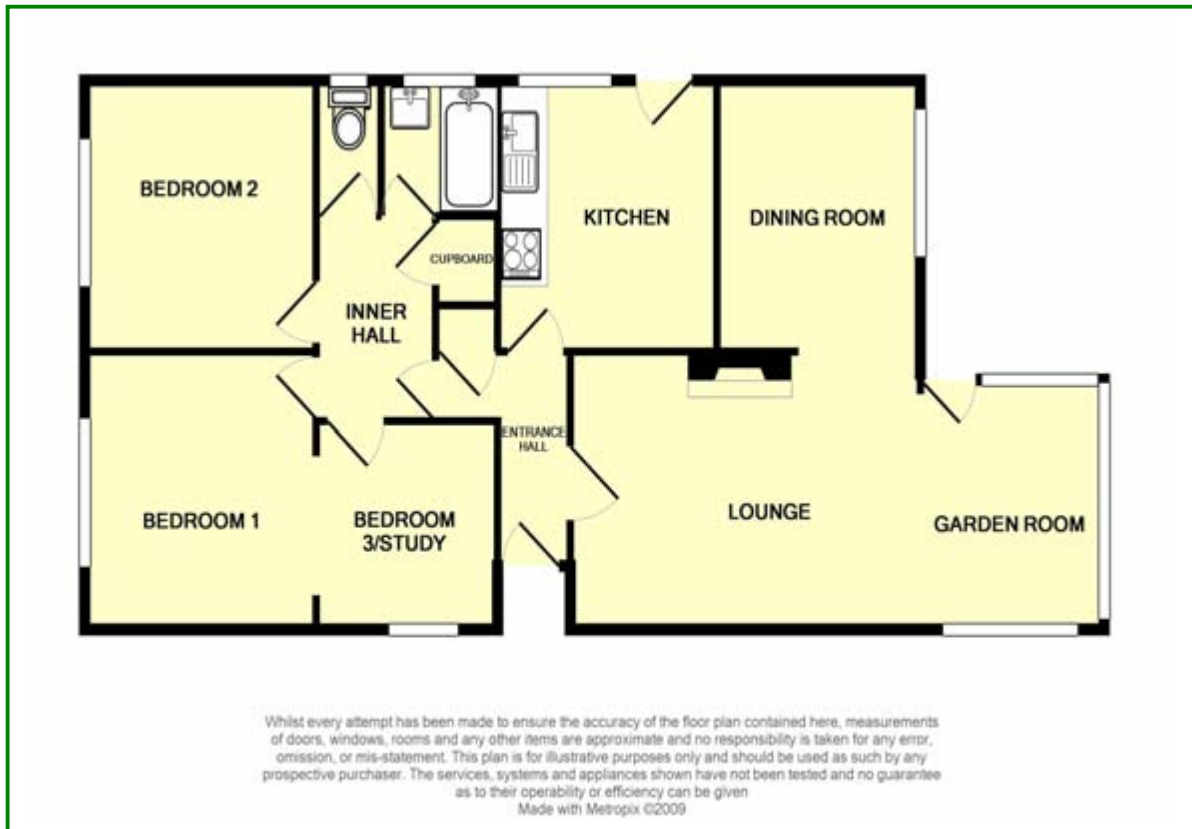 BEDROOM 2
KITCHEN
DINING ROOM
CUPBOARD
INNER
HALL
ENTRANCE
HALL
BEDROOM 1
BEDROOM
3/STUDY
LOUNGE
GARDEN ROOM
Whilst every attempt has been made to ensure the accuracy of the floor plan contained here, measurements
of doors, windows, rooms and any other items are approximate and no responsibility is taken for any error,
omission, or mis-statement. This plan is for illustrative purposes only and should be used as such by any
prospective purchaser. The services, systems and appliances shown have not been tested and no guarantee
as to their operability or efficiency can be given
Made with Metropix ©2009